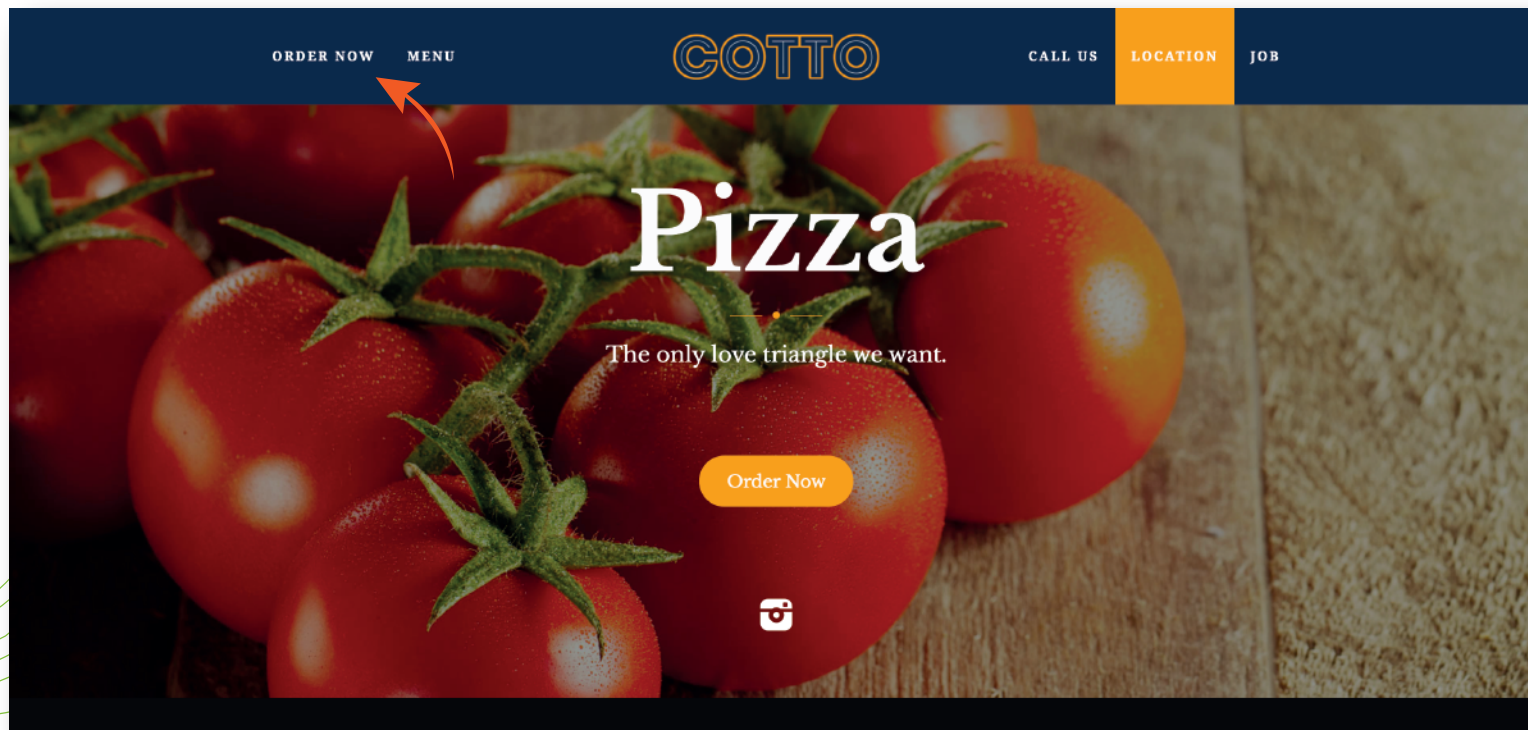 ORDER NOW
MENU
COTTO
CALL US
LOCATION
JOB
Pizza
The only love triangle we want.
Order Now